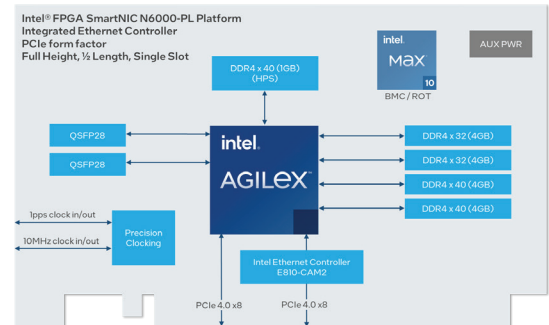 Intel® FPGA SmartNIC N6000-PL Platform
Integrated Ethernet Controller
PCIe form factor
Full Height, ½ Length, Single Slot
DDR4 x 40 (1GB)
(HPS)
intel.
MAX
10
BMC / ROT
AUX PWR
QSFP28
QSFP28
intel.
AGILEX™
DDR4 x 32 (4GB)
DDR4 x 32 (4GB)
DDR4 x 40 (4GB)
DDR4 x 40 (4GB)
1pps clock in/out
10MHz clock in/out
Precision
Clocking
Intel Ethernet Controller
E810-CAM2
PCIe 4.0 x8
PCIe 4.0 x8